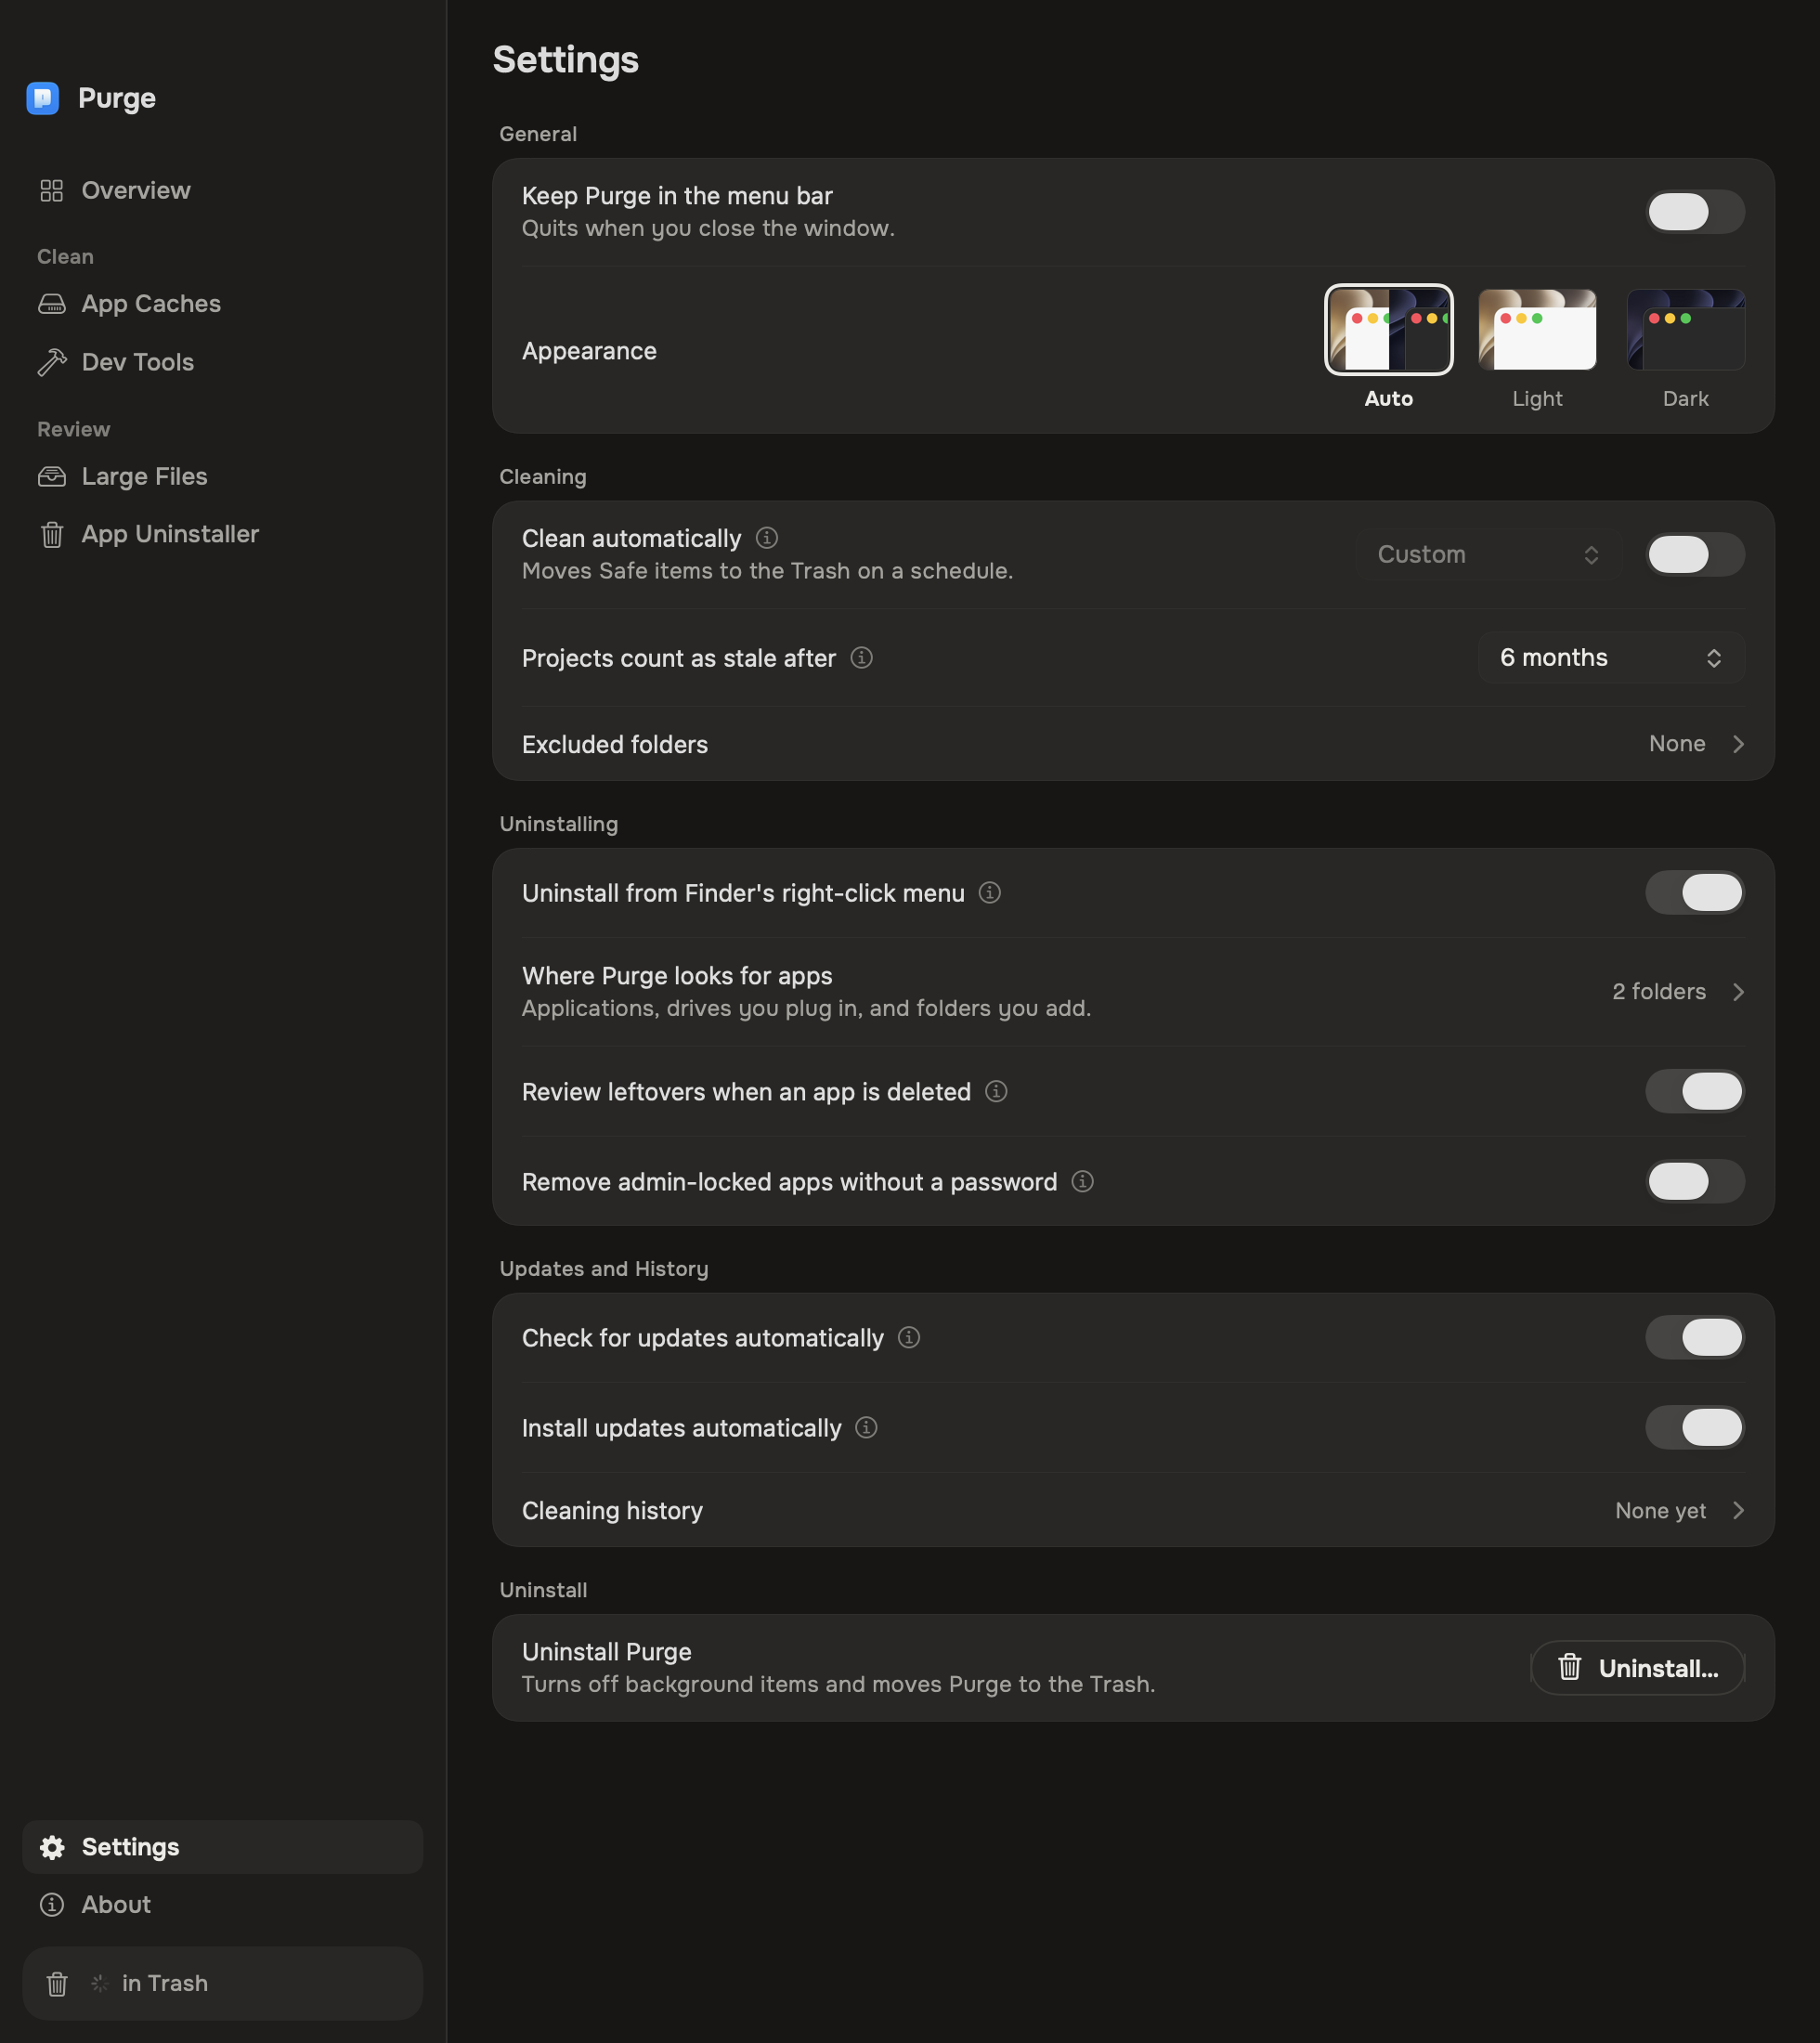 Purge
Overview
Clean
App Caches
Dev Tools
Review
Large Files
App Uninstaller
Settings
About
in Trash
Settings
General
Keep Purge in the menu bar
Quits when you close the window.
Appearance
Auto
Light
Dark
Cleaning
Clean automatically
Moves Safe items to the Trash on a schedule.
Custom
Projects count as stale after
6 months
Excluded folders
None
Uninstalling
Uninstall from Finder's right-click menu
Where Purge looks for apps
Applications, drives you plug in, and folders you add.
2 folders
Review leftovers when an app is deleted
Remove admin-locked apps without a password
Updates and History
Check for updates automatically
Install updates automatically
Cleaning history
None yet
Uninstall
Uninstall Purge
Turns off background items and moves Purge to the Trash.
Uninstall...